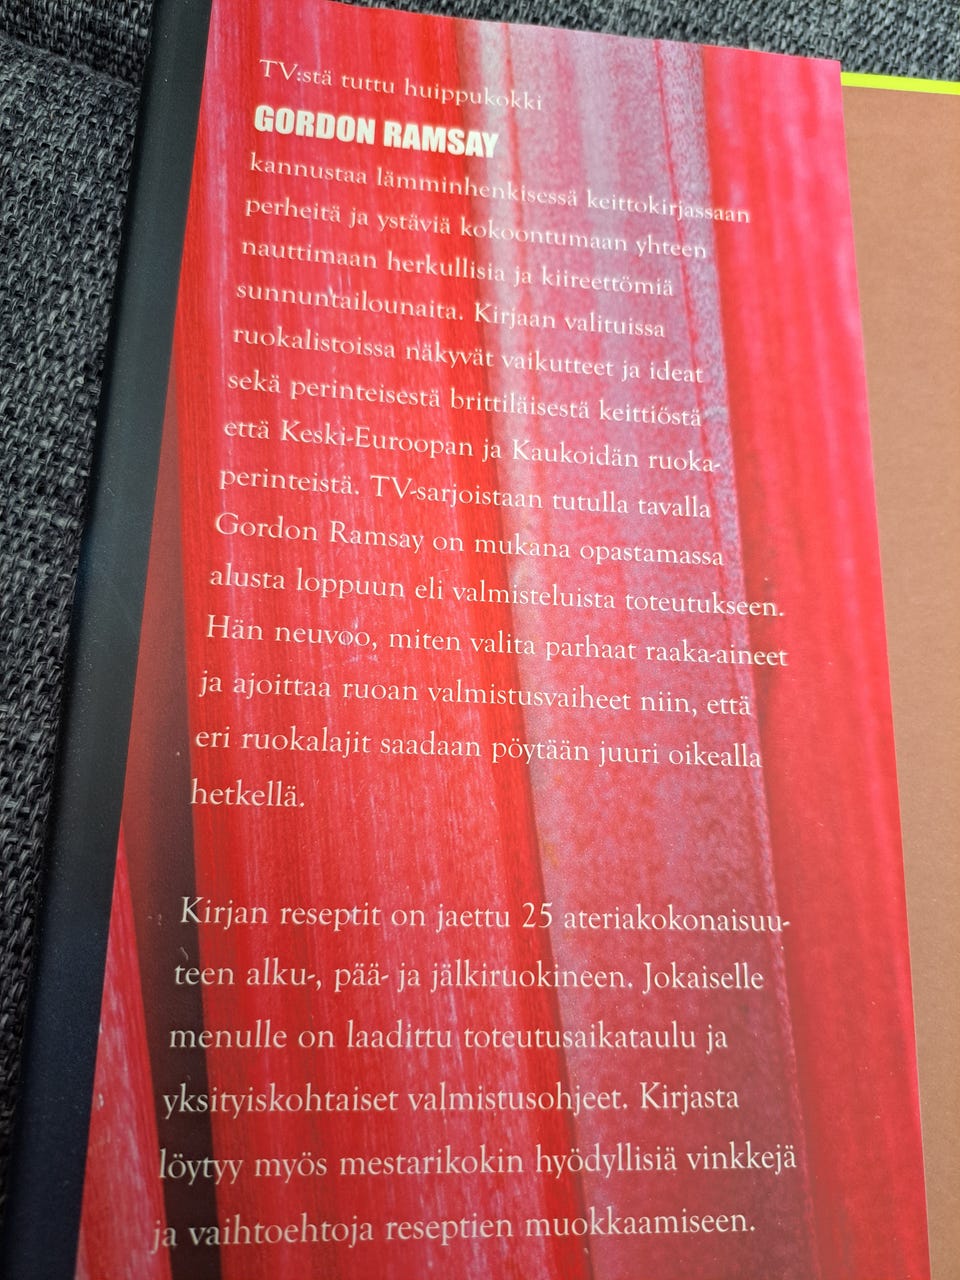 TV:stä tuttu huippukokki
GORDON RAMSAY
kannustaa lämminhenkisessä keittokirjassaan
perheitä ja ystäviä kokoontumaan yhteen
nauttimaan herkullisia ja kiireettömiä
sunnuntailounaita. Kirjaan valituissa
ruokalistoissa näkyvät vaikutteet ja ideat
sekä perinteisestä brittiläisestä keittiöstä
että Keski-Euroopan ja Kaukoidän ruoka-
perinteistä. TV-sarjoistaan tutulla tavalla
Gordon Ramsay on mukana opastamassa
alusta loppuun eli valmisteluista toteutukseen.
Hän neuvoo, miten valita parhaat raaka-aineet
ja ajoittaa ruoan valmistusvaiheet niin, että
eri ruokalajit saadaan pöytään juuri oikealla
hetkellä.
Kirjan reseptit on jaettu 25 ateriakokonaisuu-
teen alku-, pää- ja jälkiruokineen. Jokaiselle
menulle on laadittu toteutusaikataulu ja
yksityiskohtaiset valmistusohjeet. Kirjasta
löytyy myös mestarikokin hyödyllisiä vinkkejä
ja vaihtoehtoja reseptien muokkaamiseen.